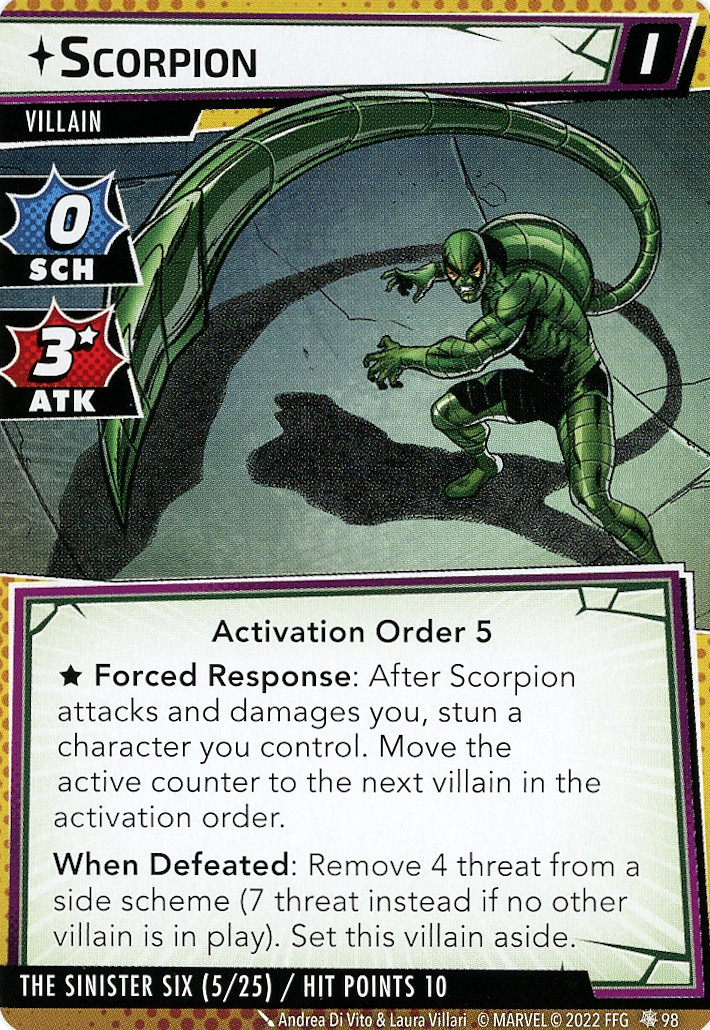 SCORPION
I
VILLAIN
0
SCH
3★
ATK
Activation Order 5
★ Forced Response: After Scorpion
attacks and damages you, stun a
character you control. Move the
active counter to the next villain in the
activation order.
When Defeated: Remove 4 threat from a
side scheme (7 threat instead if no other
villain is in play). Set this villain aside.
THE SINISTER SIX (5/25) / HIT POINTS 10
Andrea Di Vito & Laura Villari © MARVEL © 2022 FFG 98